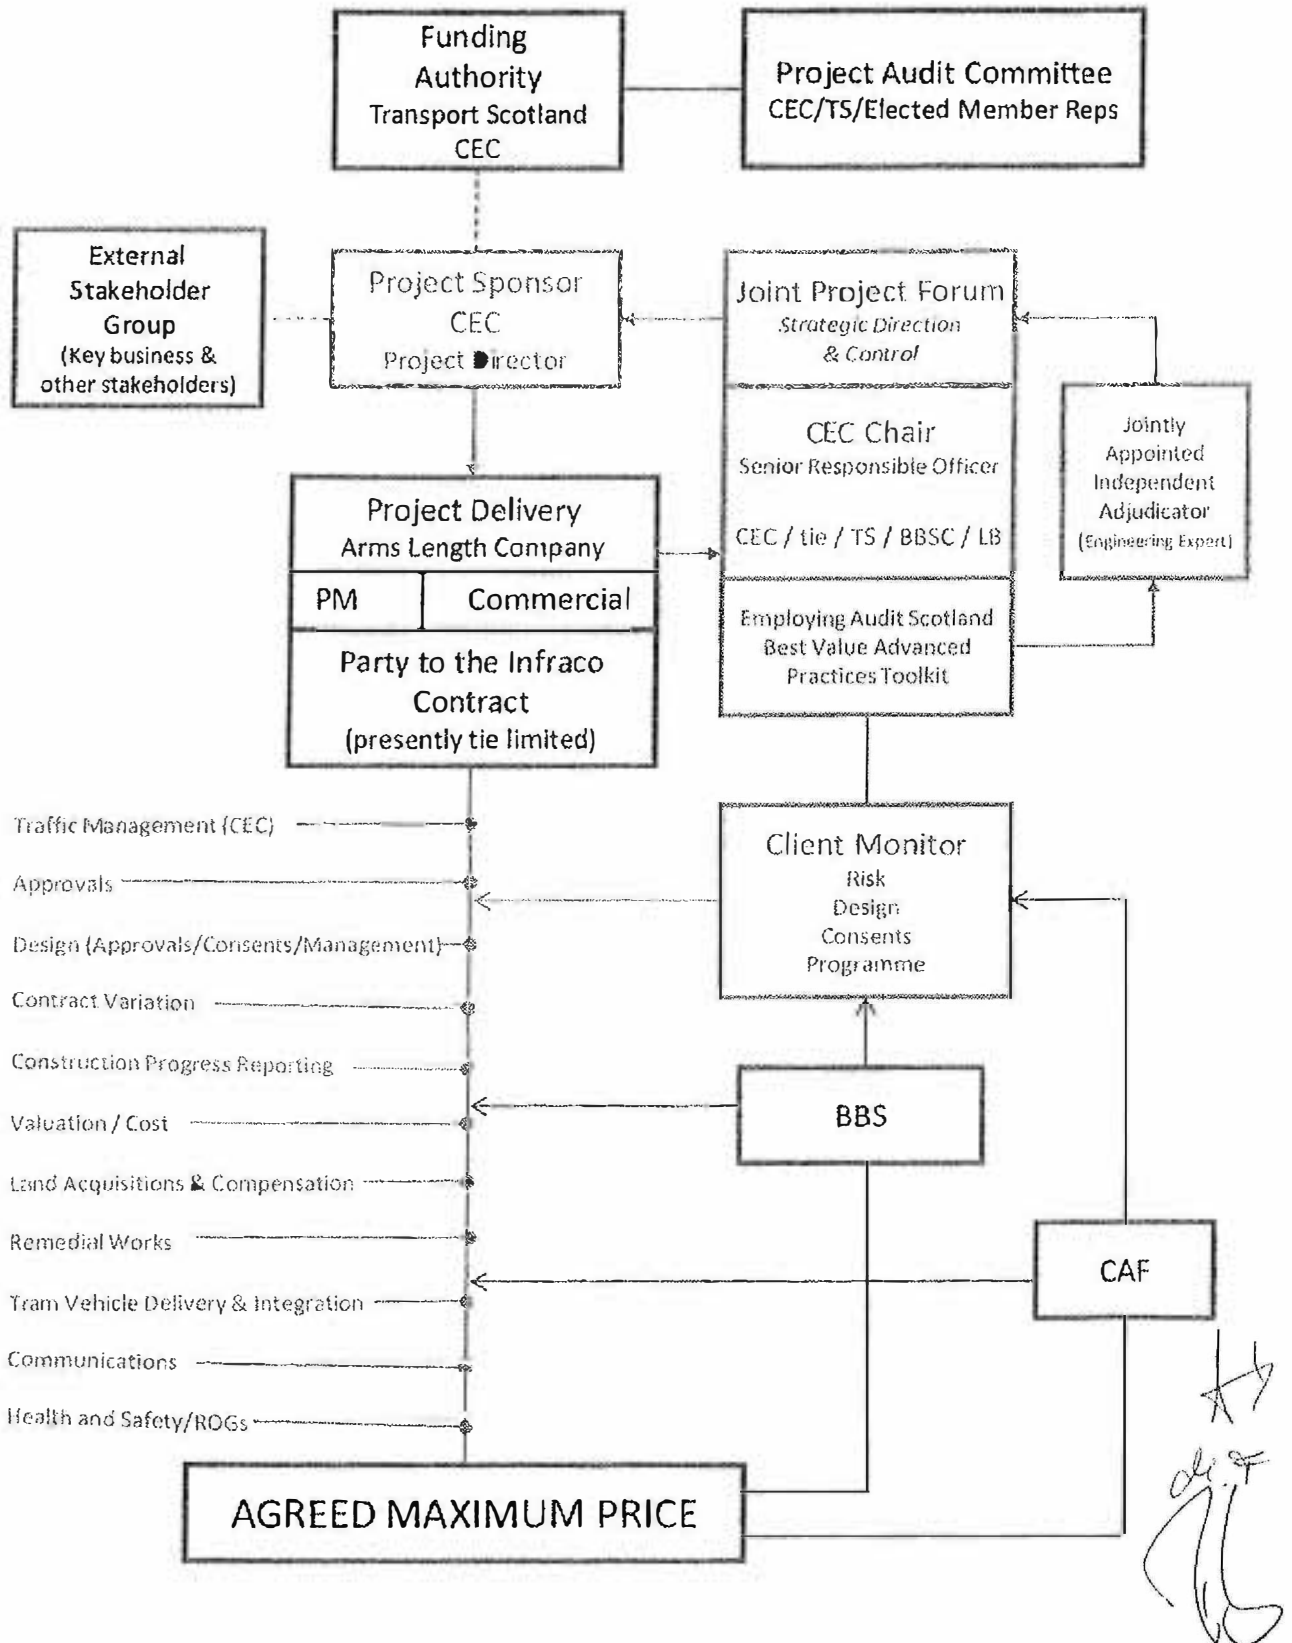 Funding
Authority
Transport Scotland
CEC
Project Audit Committee
CEC/TS/Elected Member Reps
External
Stakeholder
Group
(Key business &
other stakeholders)
Project Sponsor
CEC
Project Director
Joint Project Forum
Strategic Direction
& Control
CEC Chair
Senior Responsible Officer
CEC / tie / TS / BBSC / LB
Employing Audit Scotland
Best Value Advanced
Practices Toolkit
Jointly
Appointed
Independent
Adjudicator
(Engineering Expert)
Project Delivery
Arms Length Company
PM
Commercial
Party to the Infraco
Contract
(presently tie limited)
Traffic Management (CEC)
Approvals
Design (Approvals/Consents/Management)
Contract Variation
Construction Progress Reporting
Valuation / Cost
Land Acquisitions & Compensation
Remedial Works
Tram Vehicle Delivery & Integration
Communications
Health and Safety/ROGs
Client Monitor
Risk
Design
Consents
Programme
BBS
CAF
AGREED MAXIMUM PRICE